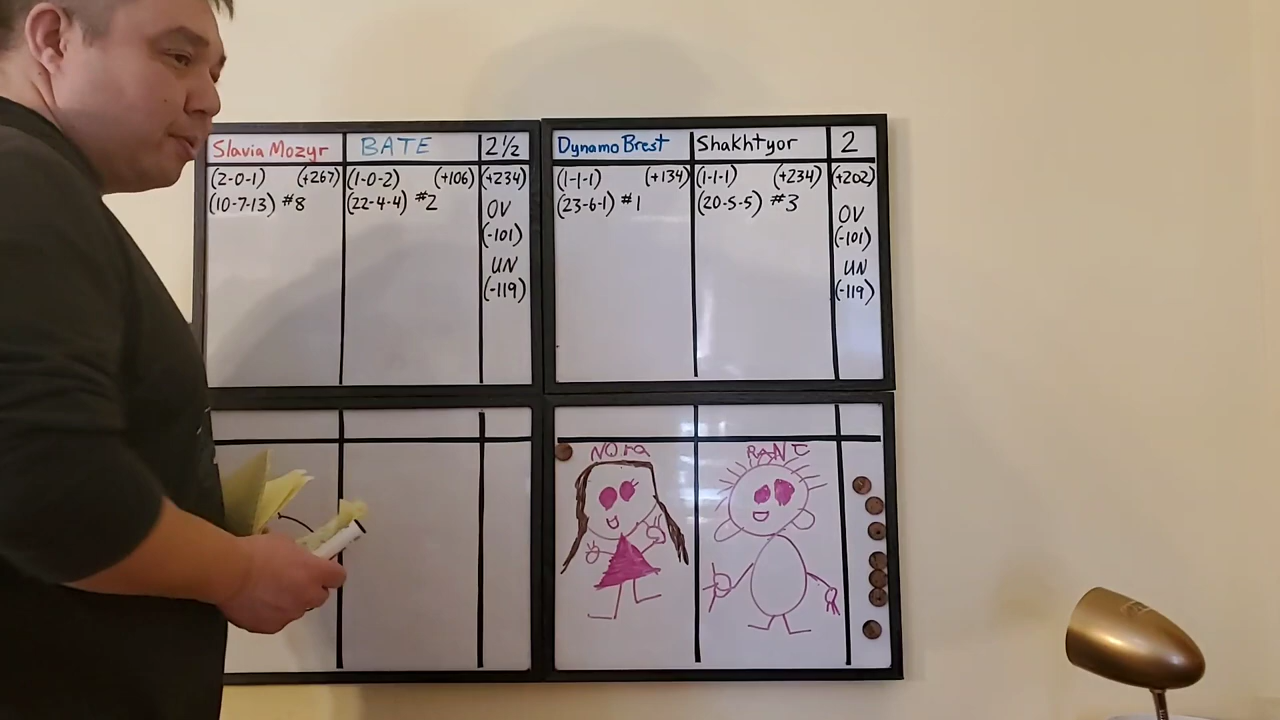 Slavia Mozyr BATE 2½
(2-0-1) (+267) (1-0-2) (+106) (+234)
(10-7-13) #8 (22-4-4) #2 OV
(-101)
UN
(-119)
Dynamo Brest Shakhtyor 2
(1-1-1) (+134) (1-1-1) (+234) (+202)
(23-6-1) #1 (20-5-5) #3 OV
(-101)
UN
(-119)
NORA